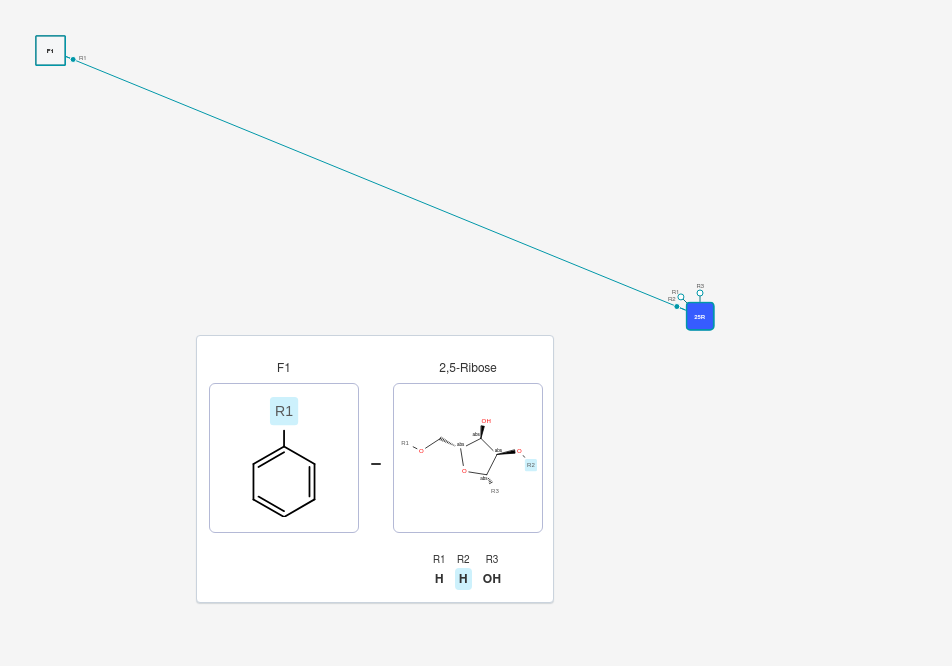 F1
R1
R3
R1
R2
25R
F1
2,5-Ribose
R1
OH
abs
R1
abs
abs
O
O
R2
O
abs
R3
R1 R2 R3
H H OH